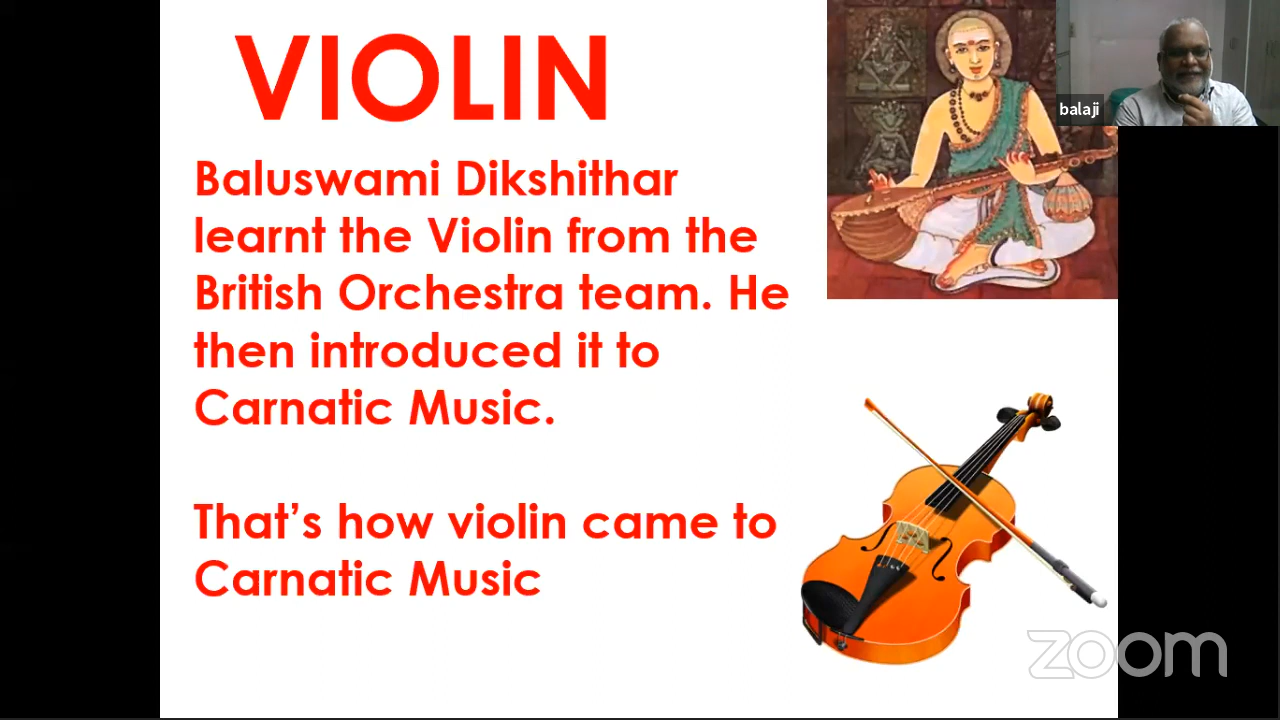 VIOLIN
Baluswami Dikshithar
learnt the Violin from the
British Orchestra team. He
then introduced it to
Carnatic Music.
That’s how violin came to
Carnatic Music
balaji
zoom